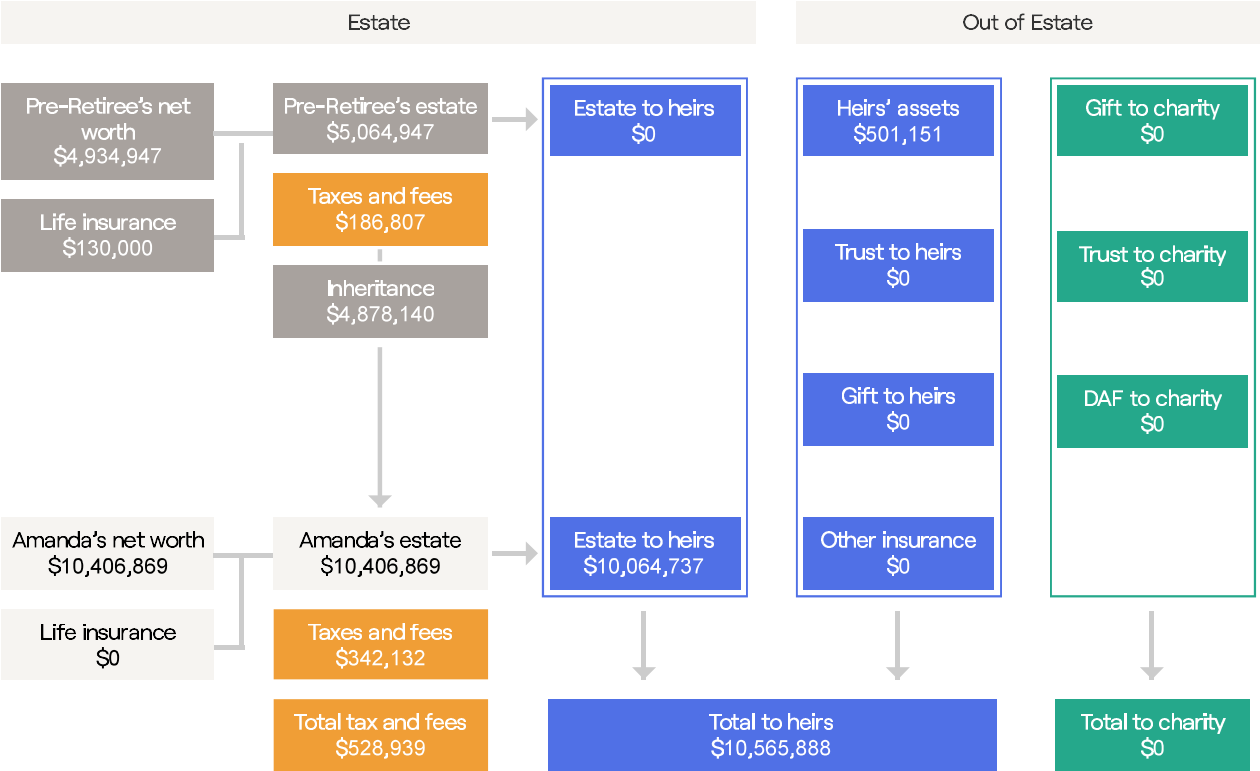 Estate
Out of Estate
Pre-Retiree's net
worth
$4,934,947
Life insurance
$130,000
Pre-Retiree's estate
$5,064,947
Taxes and fees
$186,807
Inheritance
$4,878,140
Estate to heirs
$0
Heirs' assets
$501,151
Trust to heirs
$0
Gift to heirs
$0
Gift to charity
$0
Trust to charity
$0
DAF to charity
$0
Amanda's net worth
$10,406,869
Life insurance
$0
Amanda's estate
$10,406,869
Taxes and fees
$342,132
Total tax and fees
$528,939
Estate to heirs
$10,064,737
Other insurance
$0
Total to heirs
$10,565,888
Total to charity
$0